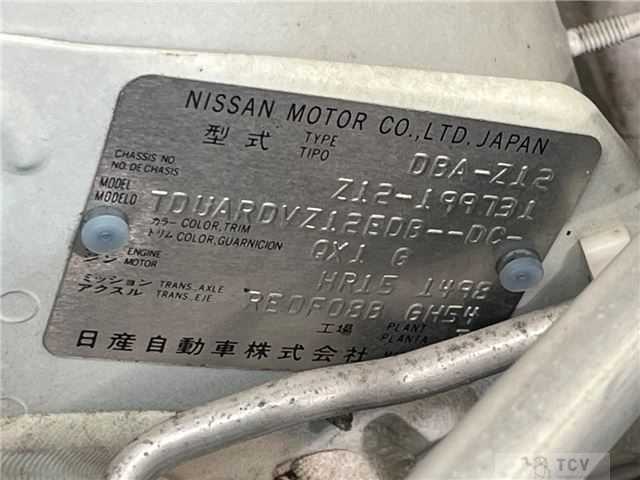 NISSAN MOTOR CO.,LTD. JAPAN
型式 TYPE TIPO DBA-Z12
CHASSIS NO. NO. DE CHASIS Z12-199731
MODEL MODELO TDUARDVZ12EDB--DC-
カラー COLOR,TRIM トリム COLOR,GUARNICION QX1 G
ENGINE MOTOR HR15 1498
ミッション TRANS. AXLE アクスル TRANS. EJE RE0F08B GH54
工場 PLANT PLANTA
日産自動車株式会社
TCV